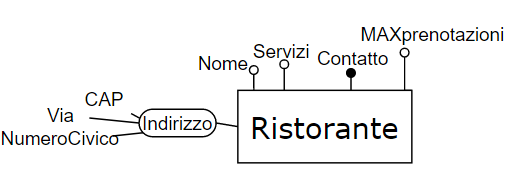 MAXprenotazioni
Servizi
Contatto
Nome
CAP
Via
Indirizzo
Ristorante
NumeroCivico